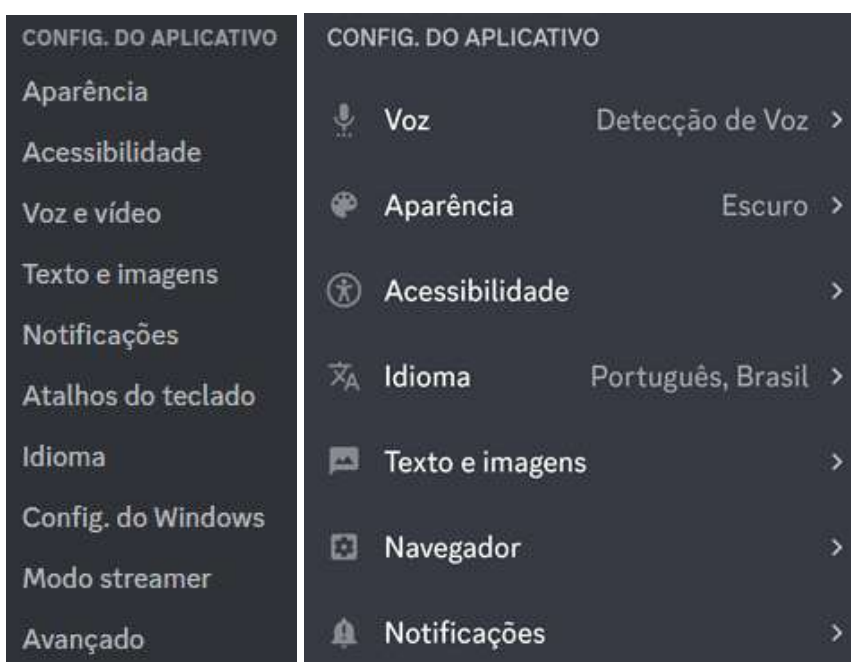 CONFIG. DO APLICATIVO
Aparência
Acessibilidade
Voz e vídeo
Texto e imagens
Notificações
Atalhos do teclado
Idioma
Config. do Windows
Modo streamer
Avançado
CONFIG. DO APLICATIVO
Voz Detecção de Voz
Aparência Escuro
Acessibilidade
Idioma Português, Brasil
Texto e imagens
Navegador
Notificações